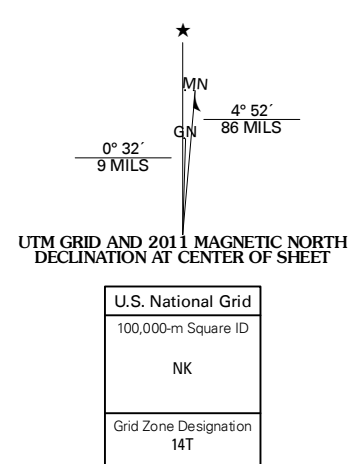 ★
MN
4° 52´
86 MILS
GN
0° 32´
9 MILS
UTM GRID AND 2011 MAGNETIC NORTH
DECLINATION AT CENTER OF SHEET
U.S. National Grid
100,000-m Square ID
NK
Grid Zone Designation
14T